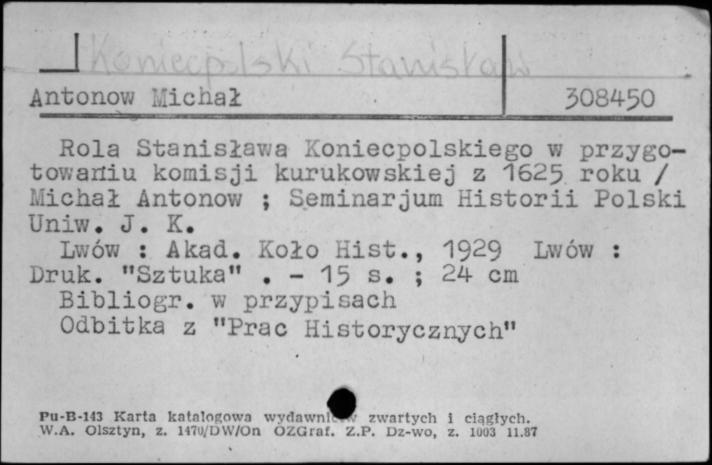 Koniecpolski Stanisław
Antonow Michał 308450
Rola Stanisława Koniecpolskiego w przygo-
towaniu komisji kurukowskiej z 1625 roku /
Michał Antonow ; Seminarjum Historii Polski
Uniw. J. K.
Lwów : Akad. Koło Hist., 1929 Lwów :
Druk. "Sztuka" . - 15 s. ; 24 cm
Bibliogr. w przypisach
Odbitka z "Prac Historycznych"
Pu-B-143 Karta katalogowa wydawnictw zwartych i ciągłych.
W.A. Olsztyn, z. 1470/DW/On OZGraf. Z.P. Dz-wo, z. 1003 11.87